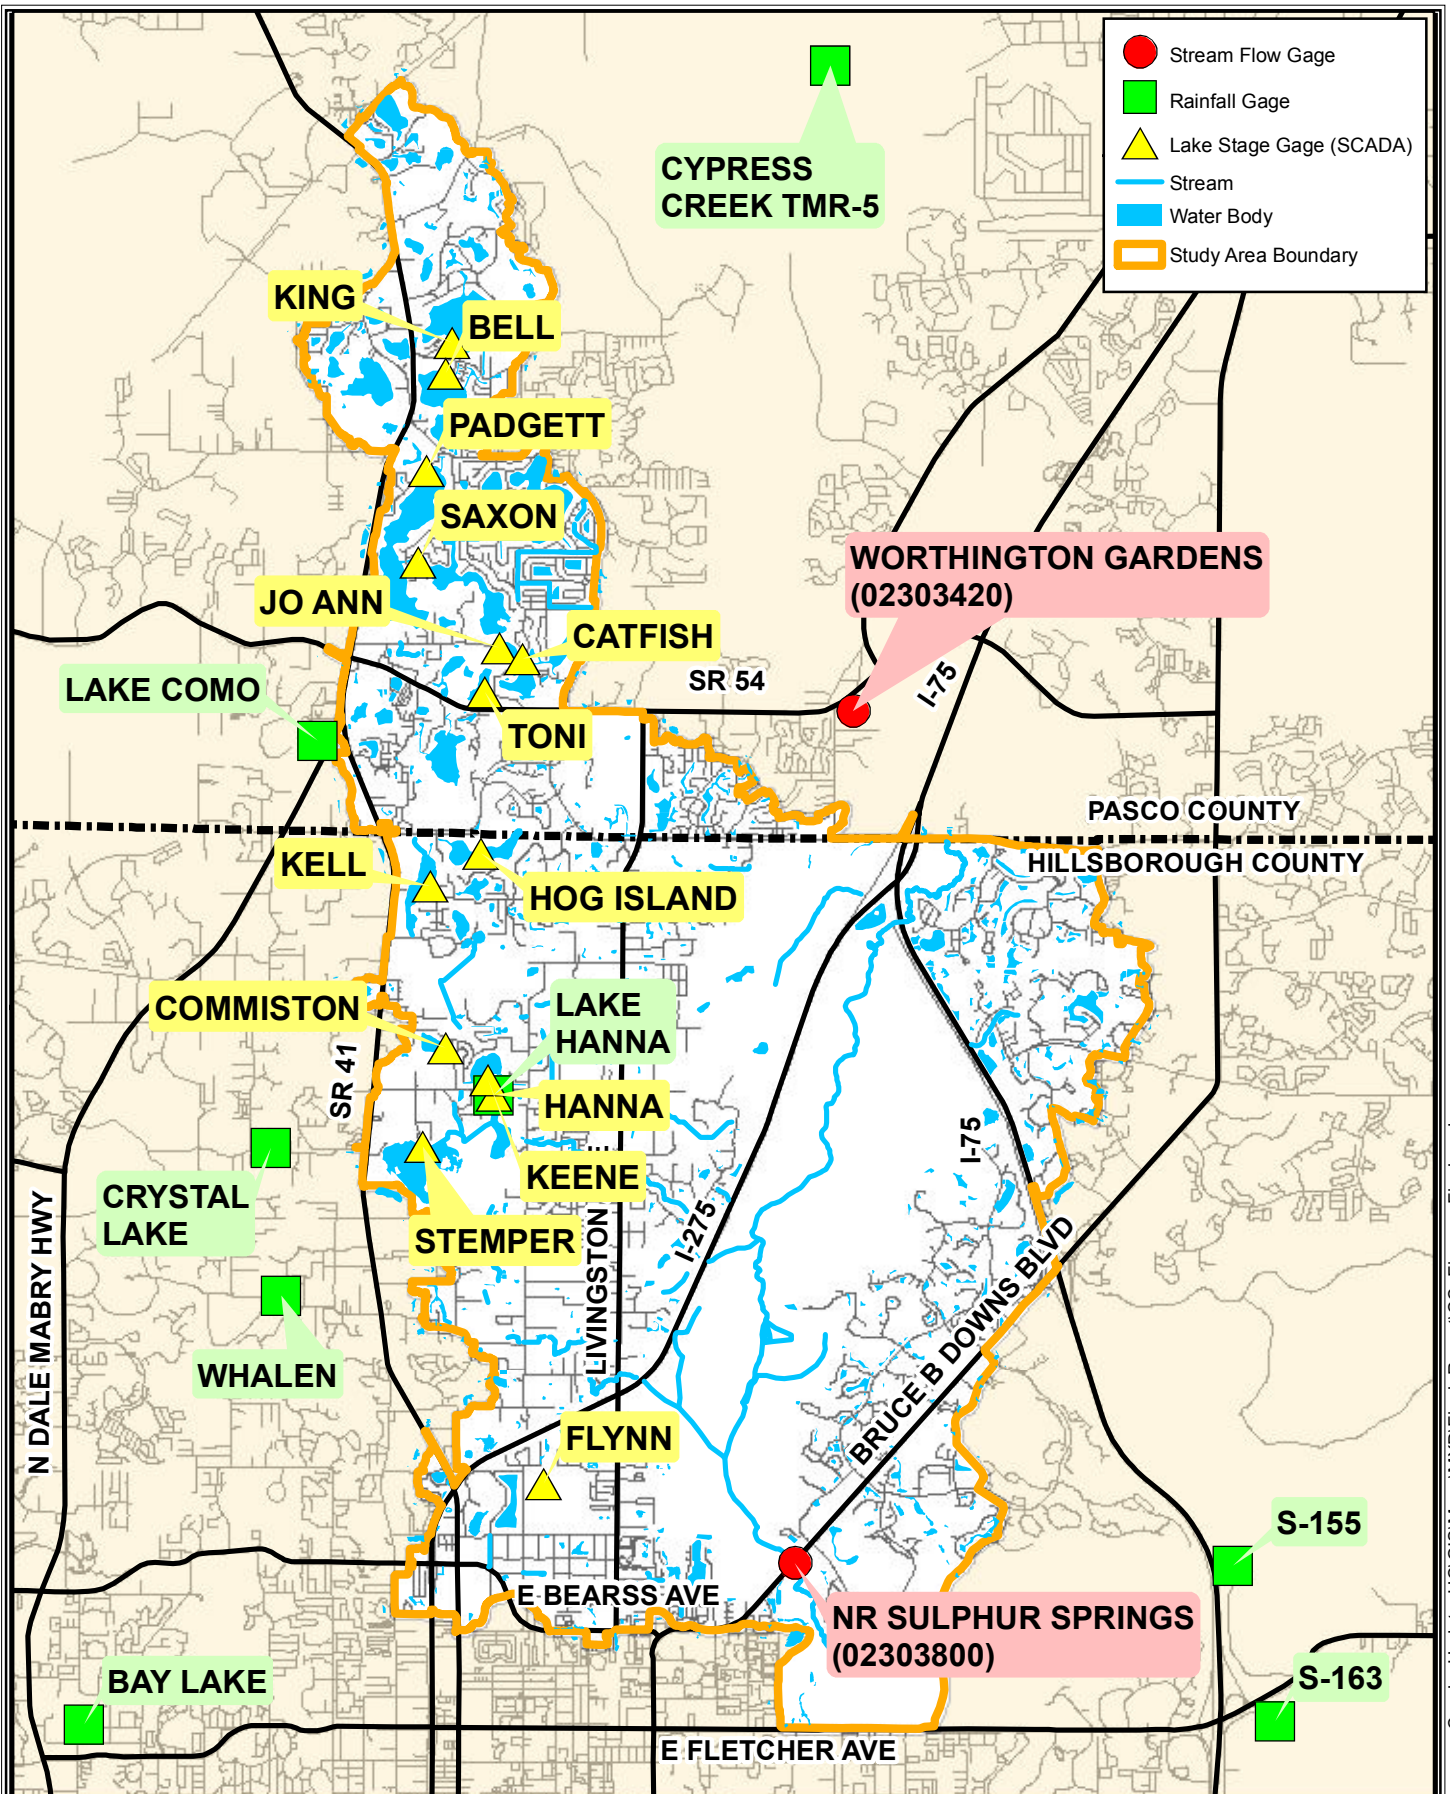 Stream Flow Gage
Rainfall Gage
Lake Stage Gage (SCADA)
Stream
Water Body
Study Area Boundary
CYPRESS
CREEK TMR-5
KING
BELL
PADGETT
SAXON
WORTHINGTON GARDENS
(02303420)
JO ANN
CATFISH
LAKE COMO
SR 54
I-75
TONI
PASCO COUNTY
HILLSBOROUGH COUNTY
KELL
HOG ISLAND
COMMISTON
LAKE
HANNA
SR 41
HANNA
I-75
KEENE
CRYSTAL
LAKE
STEMPER
N DALE MABRY HWY
LIVINGSTON
I-275
BRUCE B DOWNS BLVD
WHALEN
FLYNN
S-155
E BEARSS AVE
NR SULPHUR SPRINGS
(02303800)
BAY LAKE
S-163
E FLETCHER AVE